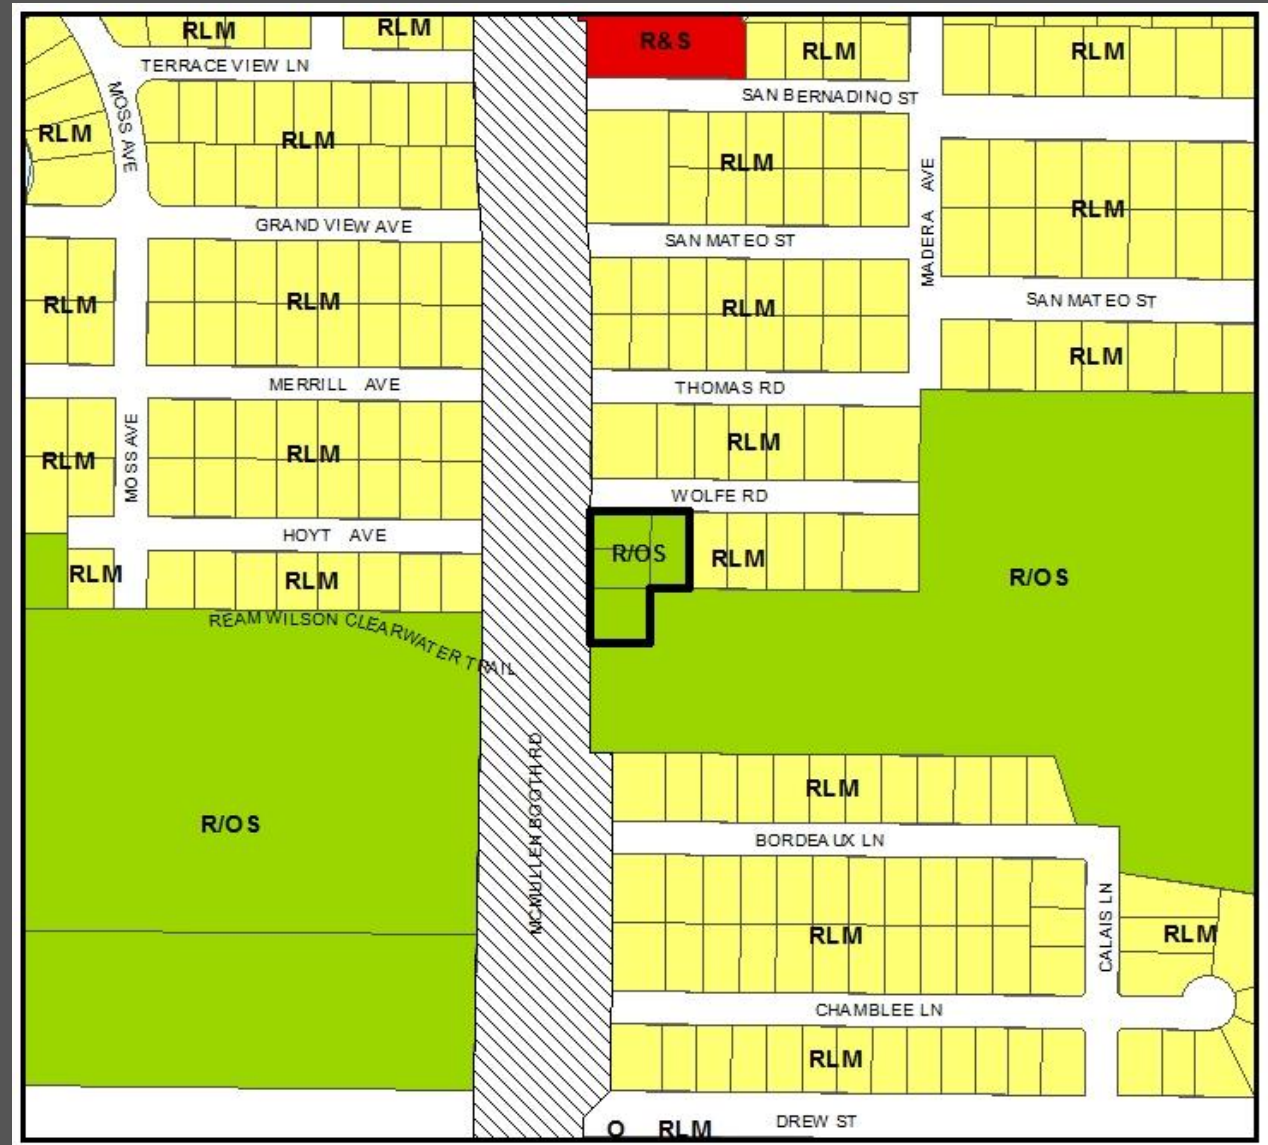 RLM
RLM
R&S
RLM
RLM
TERRACE VIEW LN
SAN BERNADINO ST
MOSS AVE
RLM
RLM
RLM
MADERA AVE
RLM
GRAND VIEW AVE
SAN MATEO ST
RLM
RLM
RLM
SAN MATEO ST
RLM
MERRILL AVE
THOMAS RD
MOSS AVE
RLM
RLM
RLM
WOLFE RD
HOYT AVE
R/OS
RLM
RLM
RLM
R/OS
REAM WILSON CLEARWATER TRAIL
MCMULLEN BOOTH RD
RLM
R/OS
BORDEAUX LN
CALAIS LN
RLM
RLM
CHAMBLEE LN
RLM
DREW ST
O RLM